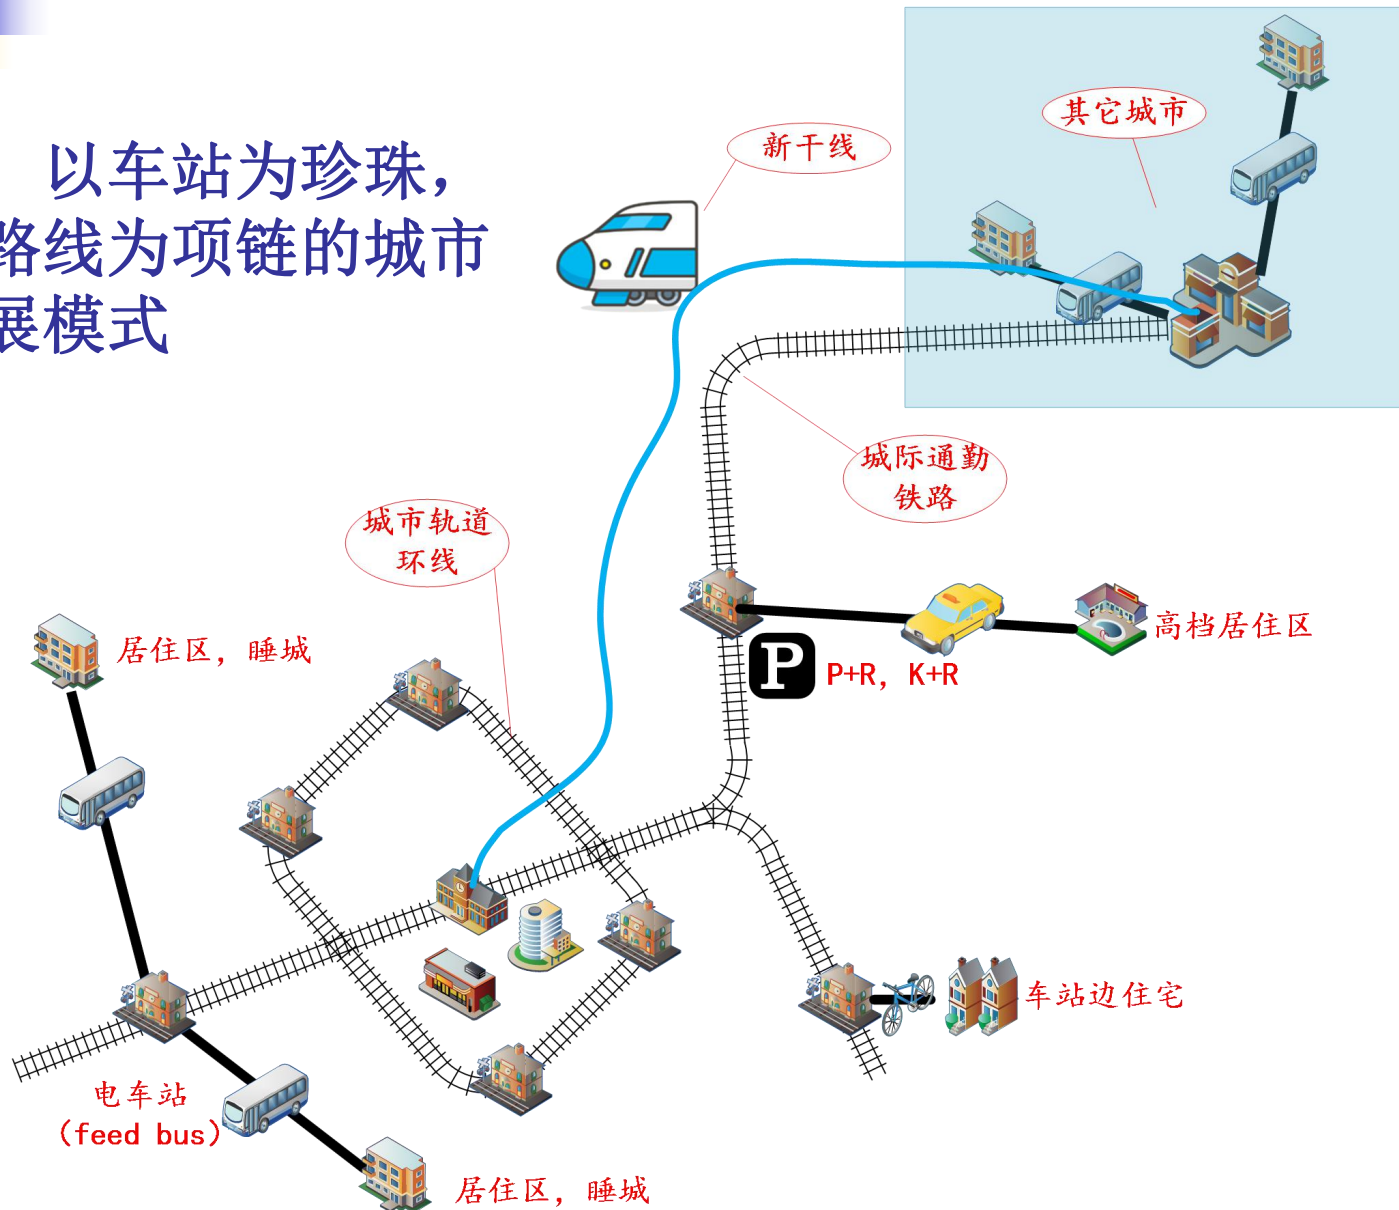 以车站为珍珠，
路线为项链的城市
展模式
新干线
其它城市
城际通勤
铁路
城市轨道
环线
居住区，睡城
高档居住区
P
P+R，K+R
车站边住宅
电车站
(feed bus)
居住区，睡城